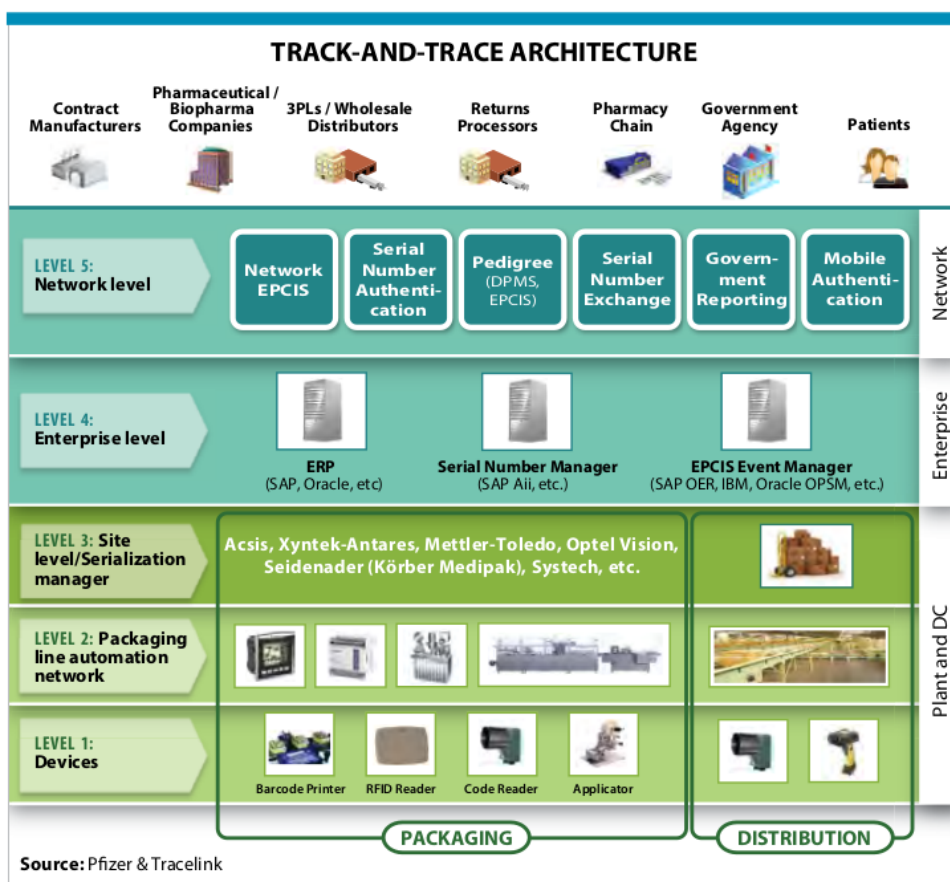 TRACK-AND-TRACE ARCHITECTURE
Contract
Manufacturers
Pharmaceutical /
Biopharma
Companies
3PLs / Wholesale
Distributors
Returns
Processors
Pharmacy
Chain
Government
Agency
Patients
LEVEL 5:
Network level
Network
EPCIS
Serial
Number
Authenti-
cation
Pedigree
(DPMS,
EPCIS)
Serial
Number
Exchange
Govern-
ment
Reporting
Mobile
Authenti-
cation
Network
LEVEL 4:
Enterprise level
ERP
(SAP, Oracle, etc)
Serial Number Manager
(SAP Aii, etc.)
EPCIS Event Manager
(SAP OER, IBM, Oracle OPSM, etc.)
Enterprise
LEVEL 3: Site
level/Serialization
manager
Acsis, Xyntek-Antares, Mettler-Toledo, Optel Vision,
Seidenader (Körber Medipak), Systech, etc.
LEVEL 2: Packaging
line automation
network
LEVEL 1:
Devices
Barcode Printer
RFID Reader
Code Reader
Applicator
Plant and DC
PACKAGING
DISTRIBUTION
Source: Pfizer & Tracelink